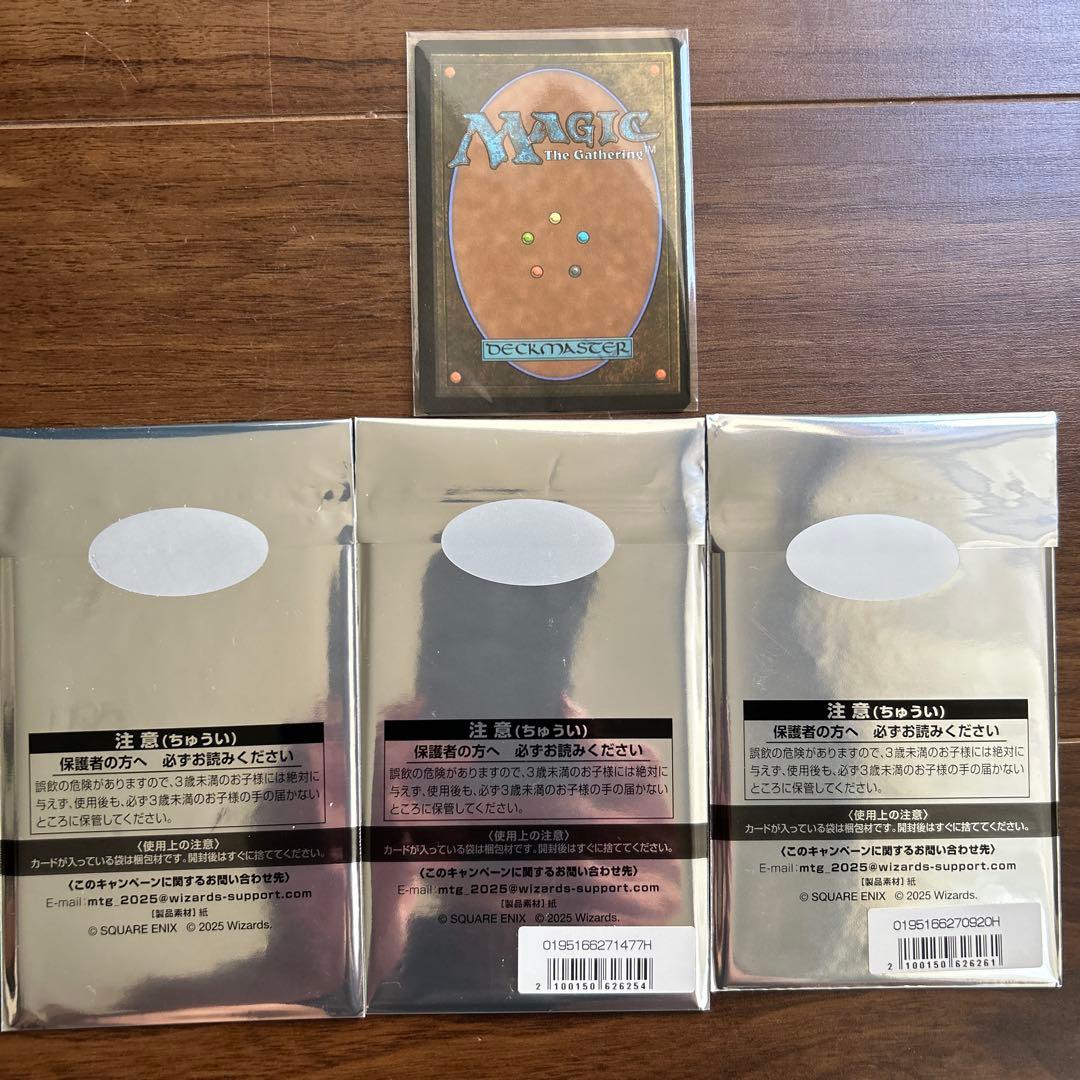 MAGIC
The Gathering™
DECKMASTER
注意(ちゅうい)
保護者の方へ 必ずお読みください
誤飲の危険がありますので、3歳未満のお子様には絶対に
与えず、使用後も、必ず3歳未満のお子様の手の届かない
ところに保管してください。
〈使用上の注意〉
カードが入っている袋は梱包材です。開封後はすぐに捨ててください。
〈このキャンペーンに関するお問い合わせ先〉
E-mail:mtg_2025@wizards-support.com
[製品素材]紙
© SQUARE ENIX © 2025 Wizards.
注意(ちゅうい)
保護者の方へ 必ずお読みください
誤飲の危険がありますので、3歳未満のお子様には絶対に
与えず、使用後も、必ず3歳未満のお子様の手の届かない
ところに保管してください。
〈使用上の注意〉
カードが入っている袋は梱包材です。開封後はすぐに捨ててください。
〈このキャンペーンに関するお問い合わせ先〉
E-mail:mtg_2025@wizards-support.com
[製品素材]紙
© SQUARE ENIX © 2025 Wizards.
0195166271477H
2 100150 626254
注意(ちゅうい)
保護者の方へ 必ずお読みください
誤飲の危険がありますので、3歳未満のお子様には絶対に
与えず、使用後も、必ず3歳未満のお子様の手の届かない
ところに保管してください。
〈使用上の注意〉
カードが入っている袋は梱包材です。開封後はすぐに捨ててください。
〈このキャンペーンに関するお問い合わせ先〉
E-mail:mtg_2025@wizards-support.com
[製品素材]紙
© SQUARE ENIX © 2025 Wizards.
0195166270920H
2 100150 626261